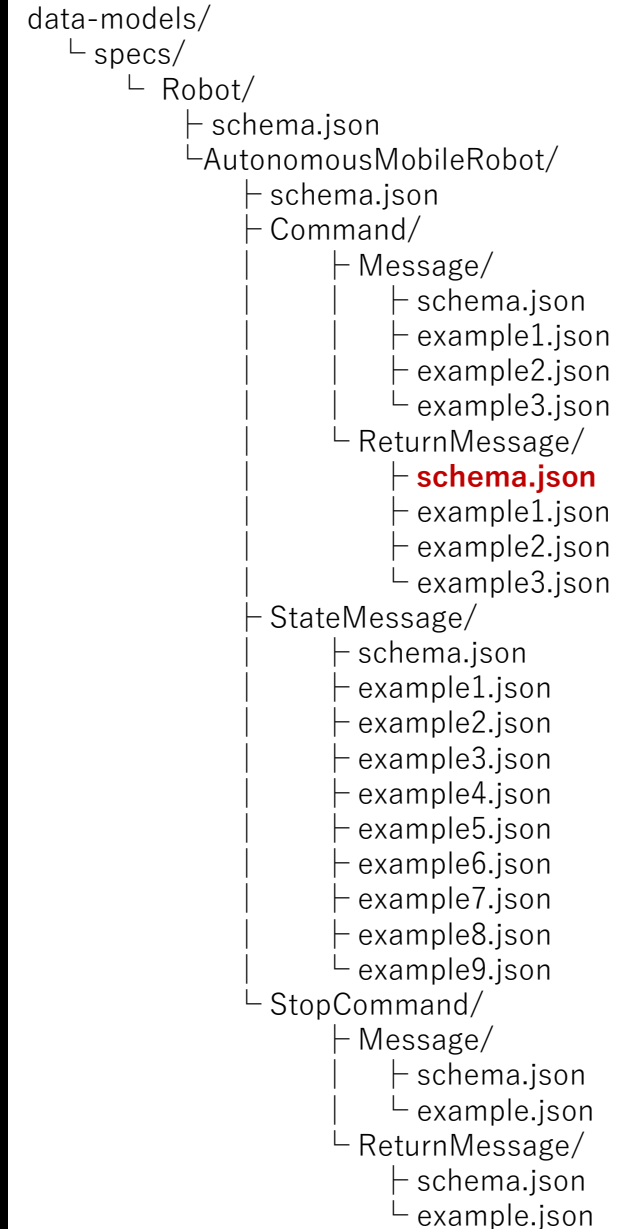 data-models/
└ specs/
└ Robot/
├ schema.json
└AutonomousMobileRobot/
├ schema.json
├ Command/
│ ├ Message/
│ │ ├ schema.json
│ │ ├ example1.json
│ │ ├ example2.json
│ │ └ example3.json
│ └ ReturnMessage/
│ ├ schema.json
│ ├ example1.json
│ ├ example2.json
│ └ example3.json
├ StateMessage/
│ ├ schema.json
│ ├ example1.json
│ ├ example2.json
│ ├ example3.json
│ ├ example4.json
│ ├ example5.json
│ ├ example6.json
│ ├ example7.json
│ ├ example8.json
│ └ example9.json
└ StopCommand/
├ Message/
│ ├ schema.json
│ └ example.json
└ ReturnMessage/
├ schema.json
└ example.json